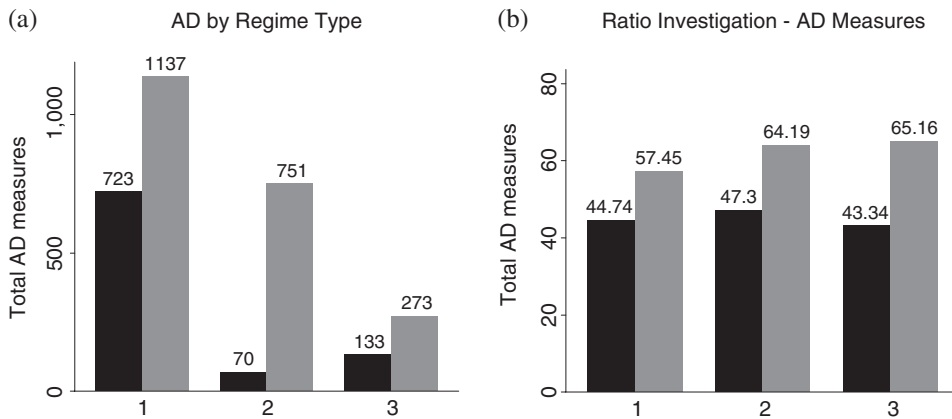 (a)
AD by Regime Type
Total AD measures
1,000
500
0
1137
723
751
70
273
133
1 2 3
(b)
Ratio Investigation - AD Measures
Total AD measures
80
60
40
20
0
57.45
44.74
64.19
47.3
65.16
43.34
1 2 3